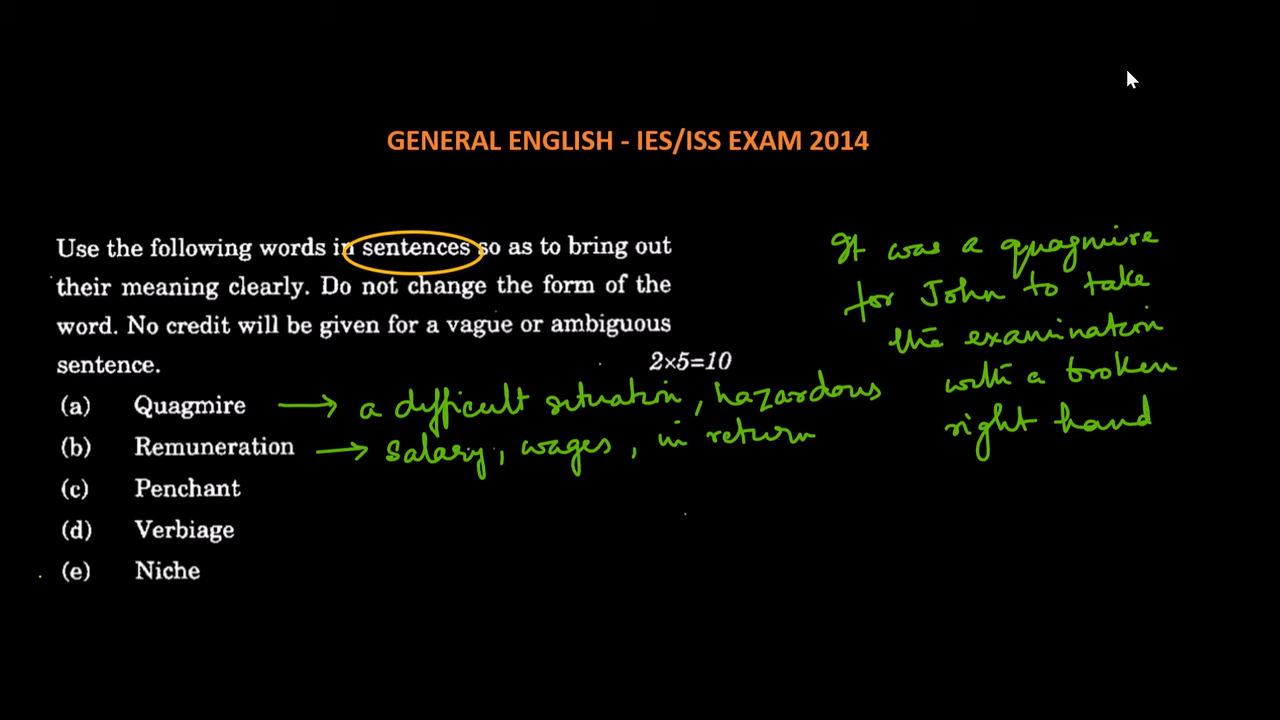 GENERAL ENGLISH - IES/ISS EXAM 2014
Use the following words in sentences so as to bring out
their meaning clearly. Do not change the form of the
word. No credit will be given for a vague or ambiguous
sentence.
2×5=10
(a) Quagmire → a difficult situation, hazardous
(b) Remuneration → salary, wages, in return
(c) Penchant
(d) Verbiage
(e) Niche
It was a quagmire
for John to take
the examination
with a broken
right hand